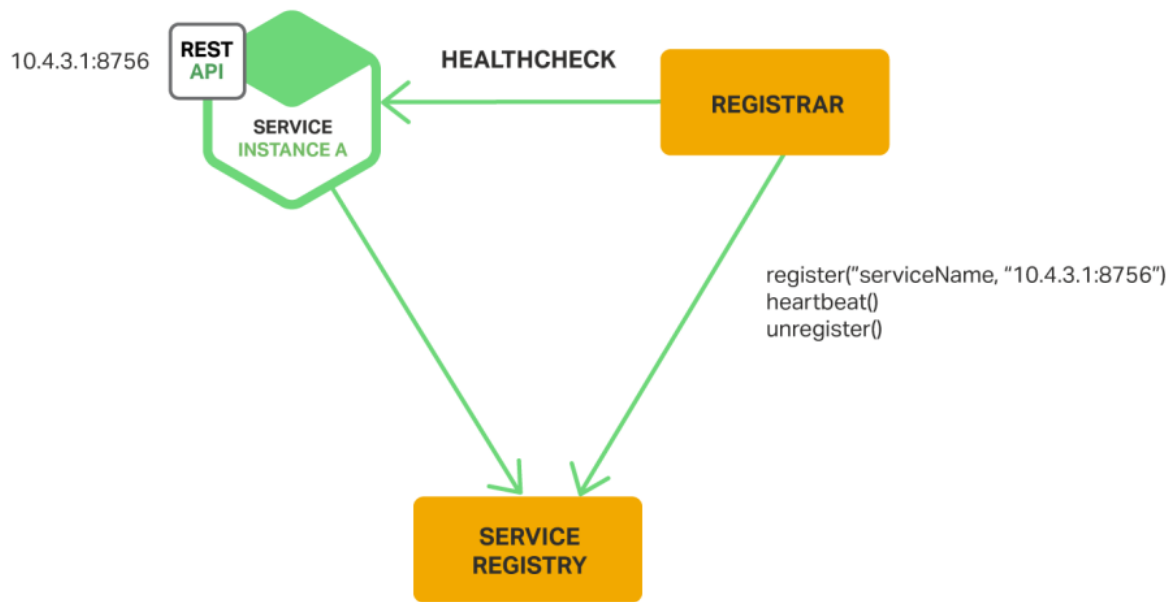 10.4.3.1:8756
REST
API
SERVICE
INSTANCE A
HEALTHCHECK
REGISTRAR
register("serviceName, “10.4.3.1:8756”)
heartbeat()
unregister()
SERVICE
REGISTRY